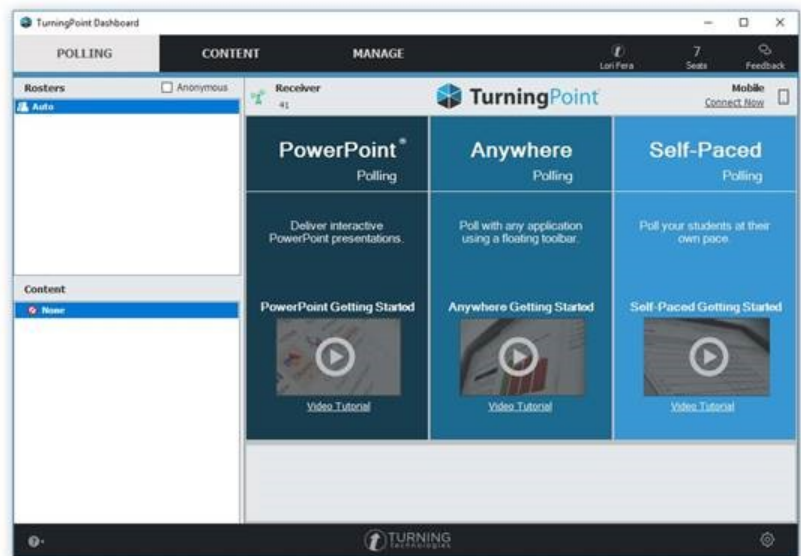 TurningPoint Dashboard
POLLING CONTENT MANAGE
Lori Fera
7
Seats
Feedback
Rosters
Anonymous
Auto
Receiver
41
TurningPoint
Mobile
Connect Now
PowerPoint®
Polling
Deliver interactive
PowerPoint presentations.
PowerPoint Getting Started
Video Tutorial
Anywhere
Polling
Poll with any application
using a floating toolbar.
Anywhere Getting Started
Video Tutorial
Self-Paced
Polling
Poll your students at their
own pace.
Self-Paced Getting Started
Video Tutorial
Content
None
TURNING
technologies